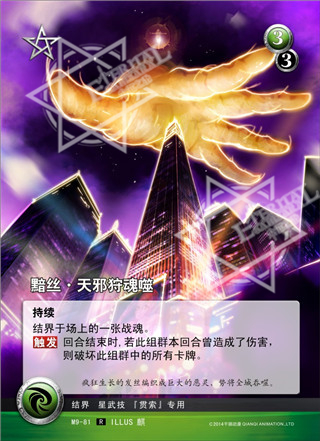 3
3
黯丝·天邪狩魂噬
持续
结界于场上的一张战魂。
触发 回合结束时,若此组群本回合曾造成了伤害,
则破坏此组群中的所有卡牌。
疯狂生长的发丝编织成巨大的恶灵,势将全城吞噬。
结界 星武技 『贯索』专用
M9-61 R ILLUS 麒
©2014千骐动漫 QIANQI ANIMATION.,LTD